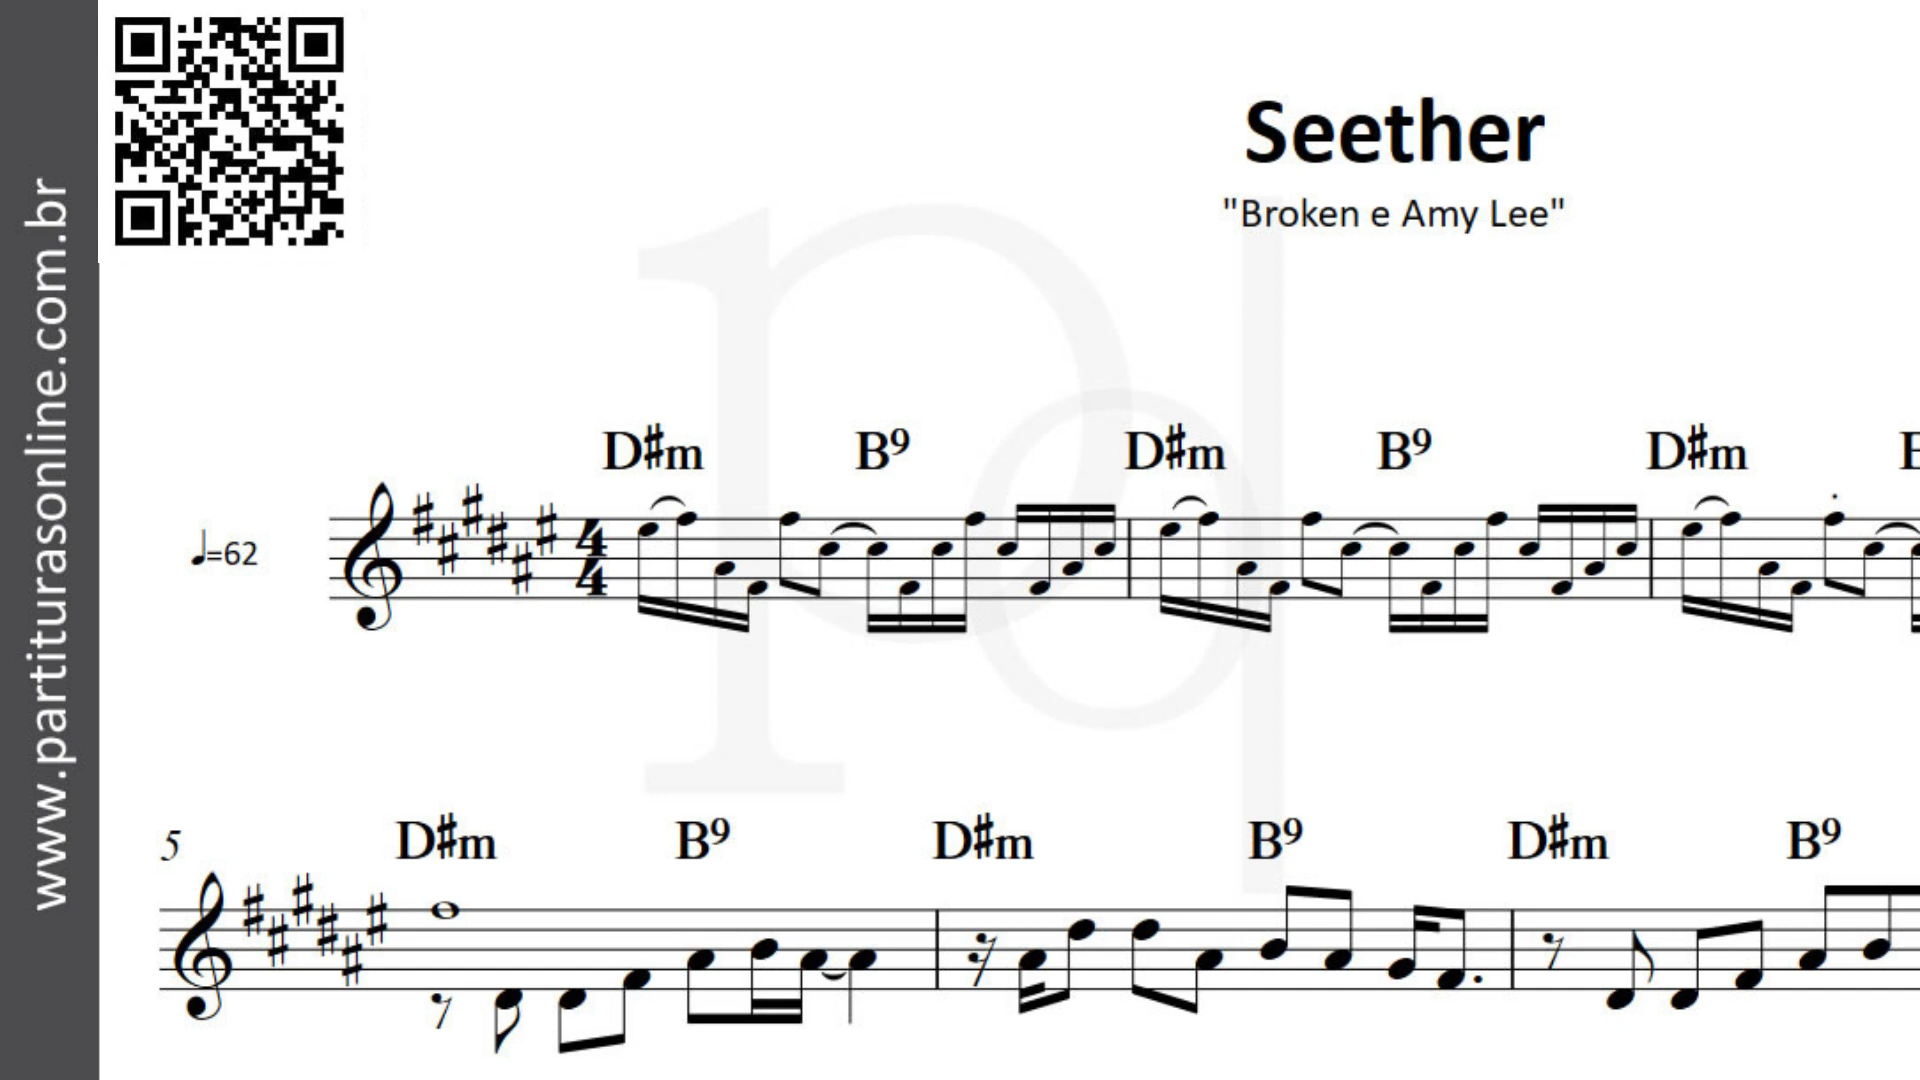 www.partiturasonline.com.br
Seether
"Broken e Amy Lee"
D#m B9 D#m B9 D#m
♩=62
4
4
5
D#m B9 D#m B9 D#m B9